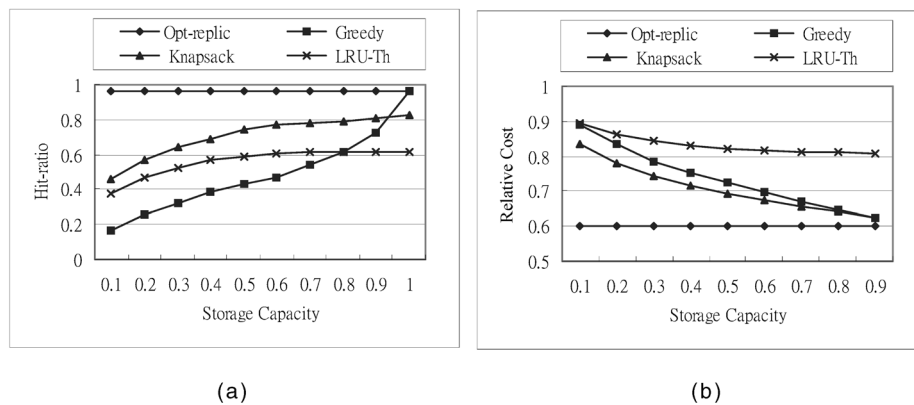 Opt-replic Greedy
Knapsack LRU-Th
1
0.8
0.6
0.4
0.2
0
Hit-ratio
0.1 0.2 0.3 0.4 0.5 0.6 0.7 0.8 0.9 1
Storage Capacity
(a)
Opt-replic Greedy
Knapsack LRU-Th
1
0.9
0.8
0.7
0.6
0.5
Relative Cost
0.1 0.2 0.3 0.4 0.5 0.6 0.7 0.8 0.9
Storage Capacity
(b)